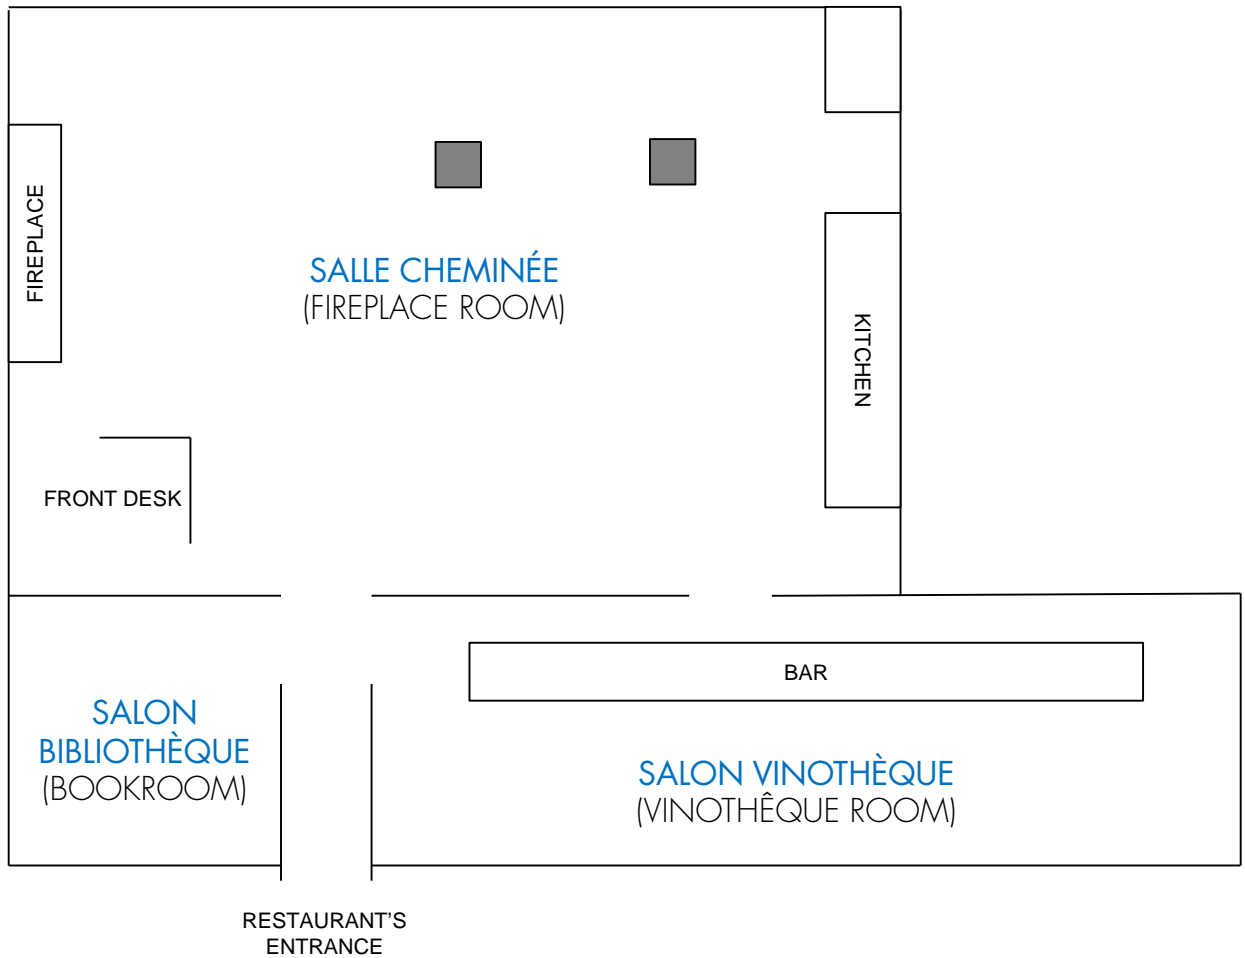 FIREPLACE
SALLE CHEMINÉE
(FIREPLACE ROOM)
KITCHEN
FRONT DESK
BAR
SALON
BIBLIOTHÈQUE
(BOOKROOM)
SALON VINOTHÈQUE
(VINOTHÊQUE ROOM)
RESTAURANT'S
ENTRANCE